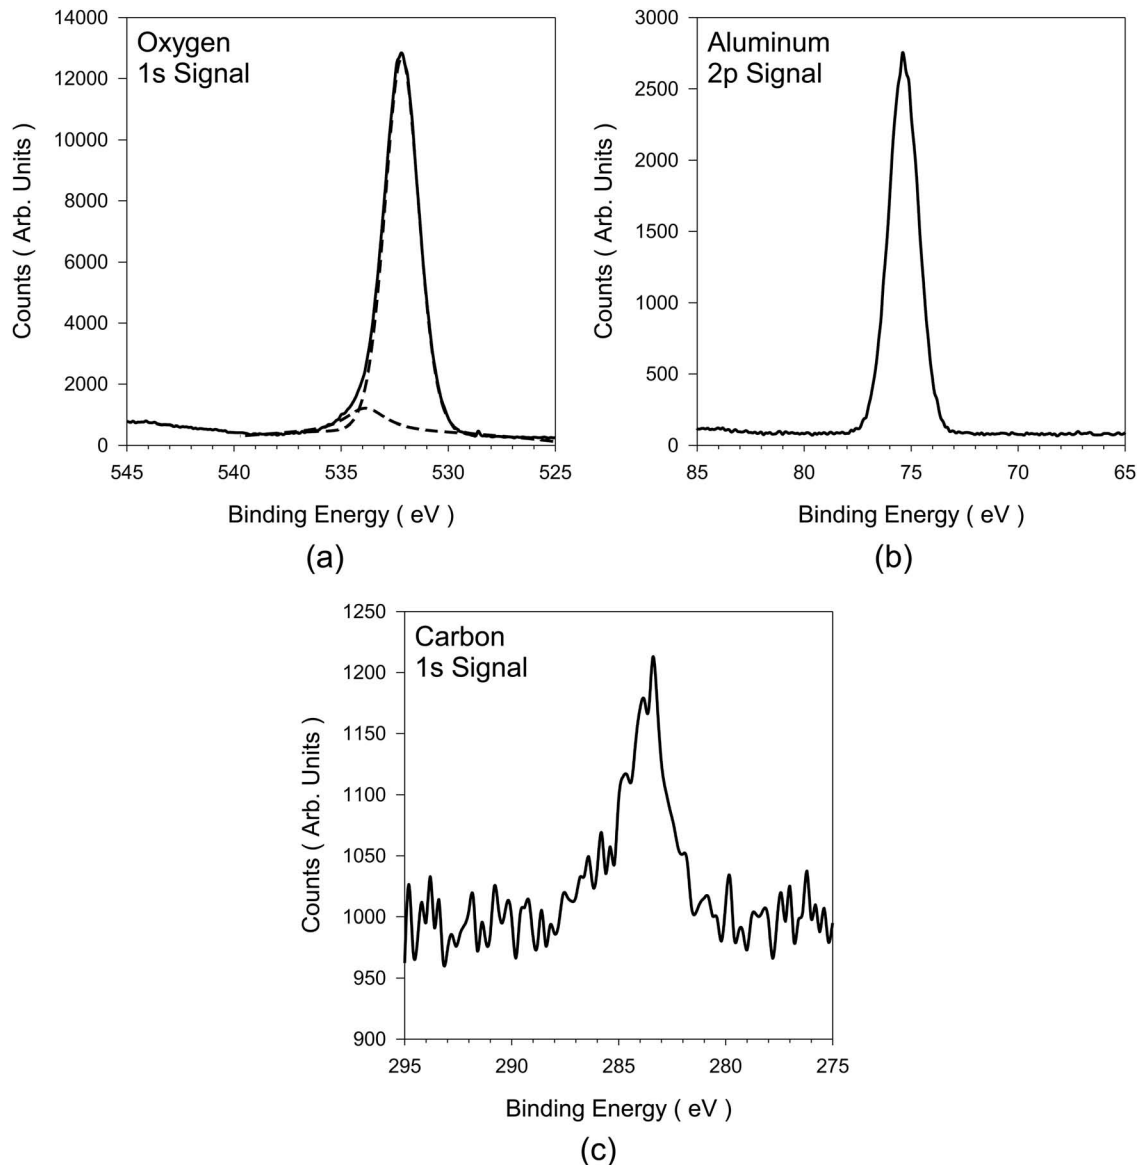 Oxygen
1s Signal
Counts ( Arb. Units )
14000
12000
10000
8000
6000
4000
2000
0
545 540 535 530 525
Binding Energy ( eV )
(a)
Aluminum
2p Signal
Counts ( Arb. Units )
3000
2500
2000
1500
1000
500
0
85 80 75 70 65
Binding Energy ( eV )
(b)
Carbon
1s Signal
Counts ( Arb. Units )
1250
1200
1150
1100
1050
1000
950
900
295 290 285 280 275
Binding Energy ( eV )
(c)